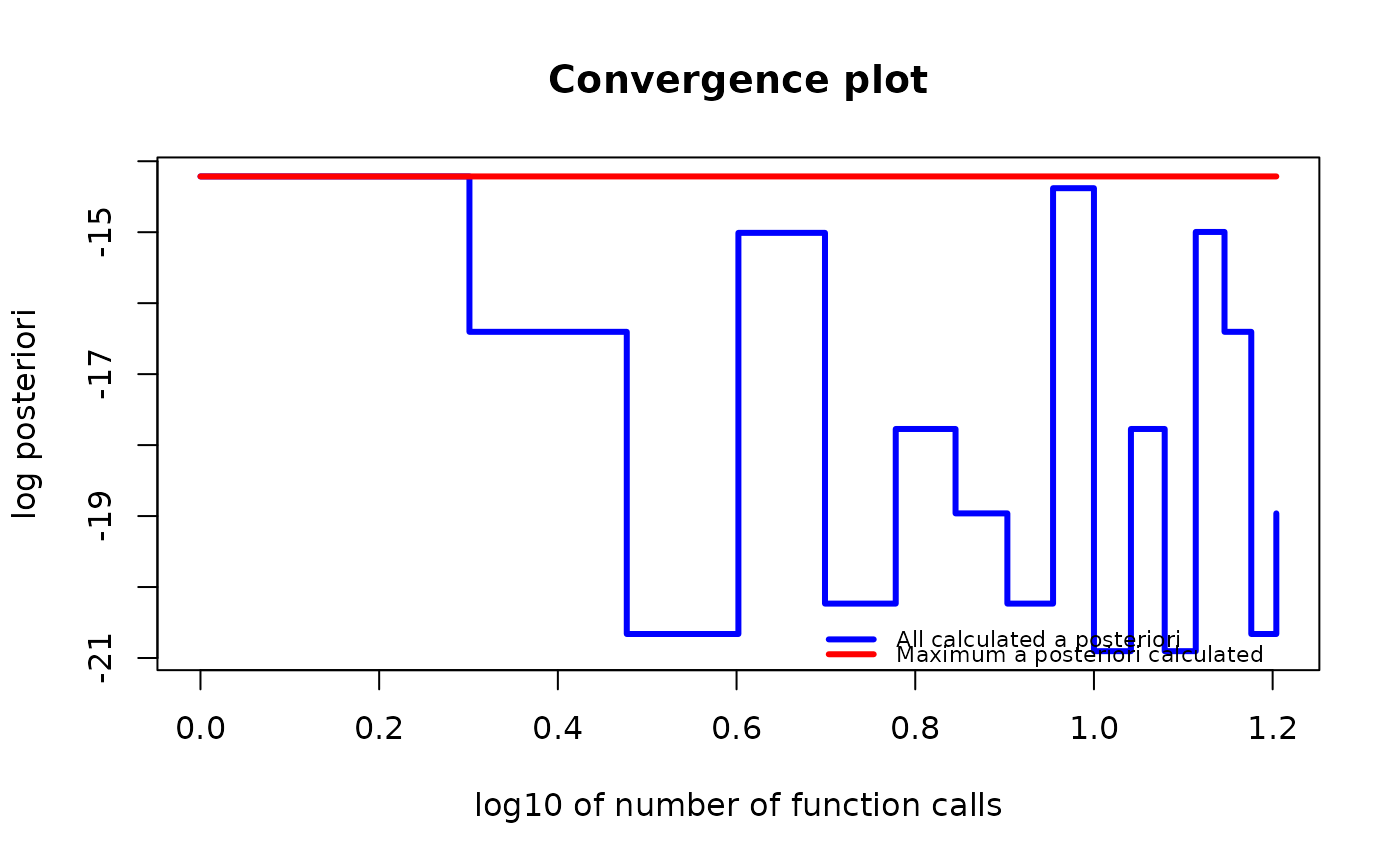 Convergence plot
log posteriori
-15
-17
-19
-21
All calculated a posteriori
Maximum a posteriori calculated
0.0 0.2 0.4 0.6 0.8 1.0 1.2
log10 of number of function calls